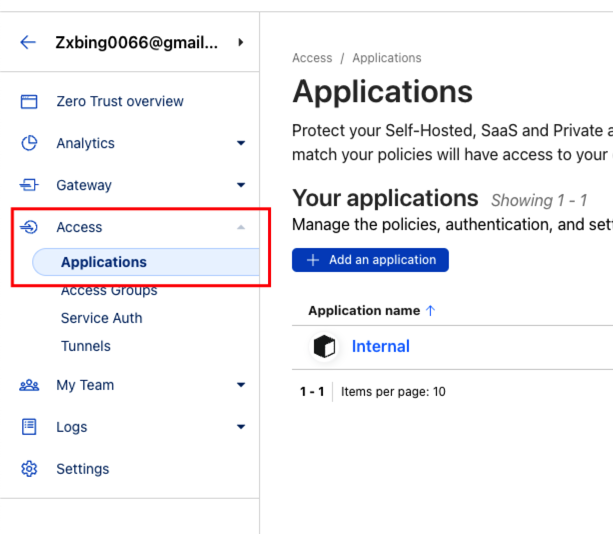 Zxbing0066@gmail...
Zero Trust overview
Analytics
Gateway
Access
Applications
Access Groups
Service Auth
Tunnels
My Team
Logs
Settings
Access / Applications
Applications
Protect your Self-Hosted, SaaS and Private a
match your policies will have access to your
Your applications Showing 1 - 1
Manage the policies, authentication, and set
+ Add an application
Application name ↑
Internal
1 - 1 Items per page: 10